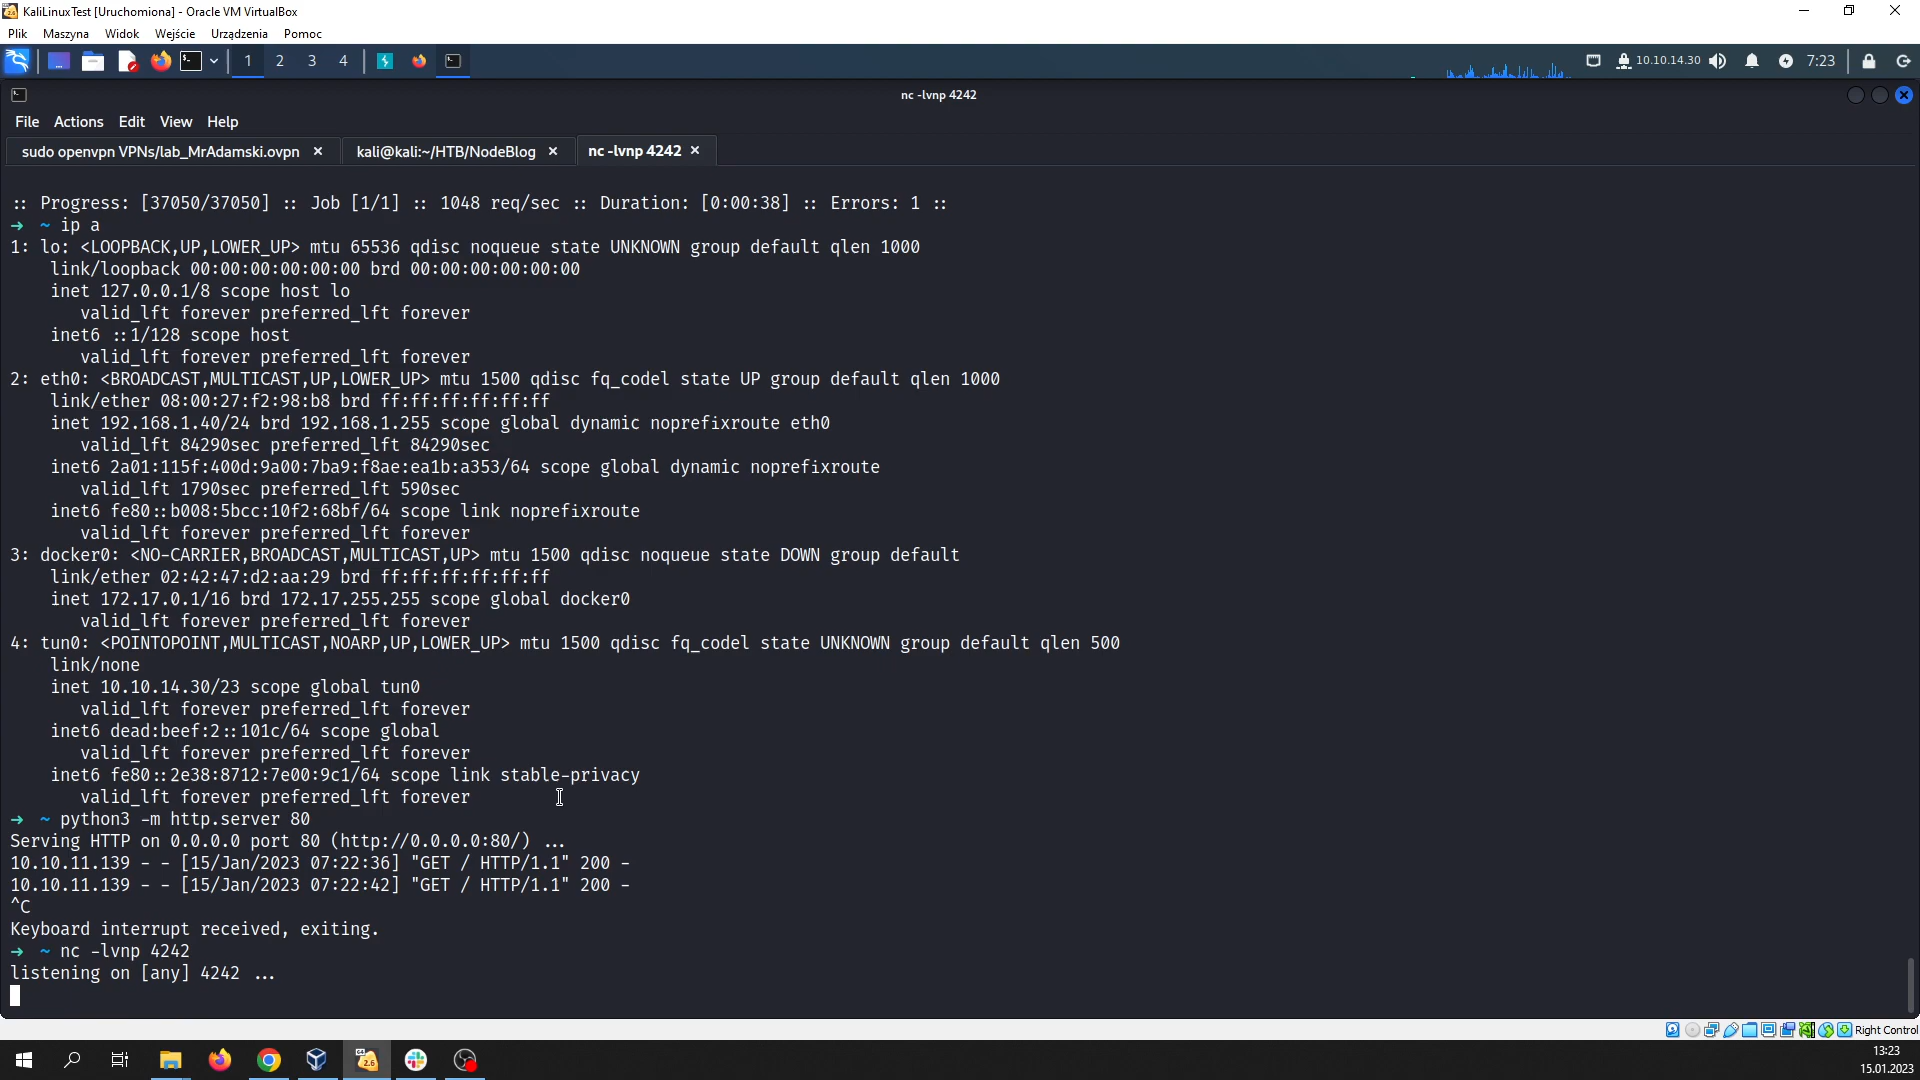 KaliLinuxTest [Uruchomiona] - Oracle VM VirtualBox
Plik Maszyna Widok Wejście Urządzenia Pomoc
1 2 3 4 10.10.14.30 7:23
nc -lvnp 4242
File Actions Edit View Help
sudo openvpn VPNs/lab_MrAdamski.ovpn kali@kali:~/HTB/NodeBlog nc -lvnp 4242
:: Progress: [37050/37050] :: Job [1/1] :: 1048 req/sec :: Duration: [0:00:38] :: Errors: 1 ::
→ ~ ip a
1: lo: <LOOPBACK,UP,LOWER_UP> mtu 65536 qdisc noqueue state UNKNOWN group default qlen 1000
link/loopback 00:00:00:00:00:00 brd 00:00:00:00:00:00
inet 127.0.0.1/8 scope host lo
valid_lft forever preferred_lft forever
inet6 ::1/128 scope host
valid_lft forever preferred_lft forever
2: eth0: <BROADCAST,MULTICAST,UP,LOWER_UP> mtu 1500 qdisc fq_codel state UP group default qlen 1000
link/ether 08:00:27:f2:98:b8 brd ff:ff:ff:ff:ff:ff
inet 192.168.1.40/24 brd 192.168.1.255 scope global dynamic noprefixroute eth0
valid_lft 84290sec preferred_lft 84290sec
inet6 2a01:115f:400d:9a00:7ba9:f8ae:ea1b:a353/64 scope global dynamic noprefixroute
valid_lft 1790sec preferred_lft 590sec
inet6 fe80::b008:5bcc:10f2:68bf/64 scope link noprefixroute
valid_lft forever preferred_lft forever
3: docker0: <NO-CARRIER,BROADCAST,MULTICAST,UP> mtu 1500 qdisc noqueue state DOWN group default
link/ether 02:42:47:d2:aa:29 brd ff:ff:ff:ff:ff:ff
inet 172.17.0.1/16 brd 172.17.255.255 scope global docker0
valid_lft forever preferred_lft forever
4: tun0: <POINTOPOINT,MULTICAST,NOARP,UP,LOWER_UP> mtu 1500 qdisc fq_codel state UNKNOWN group default qlen 500
link/none
inet 10.10.14.30/23 scope global tun0
valid_lft forever preferred_lft forever
inet6 dead:beef:2::101c/64 scope global
valid_lft forever preferred_lft forever
inet6 fe80::2e38:8712:7e00:9c1/64 scope link stable-privacy
valid_lft forever preferred_lft forever
→ ~ python3 -m http.server 80
Serving HTTP on 0.0.0.0 port 80 (http://0.0.0.0:80/) ...
10.10.11.139 - - [15/Jan/2023 07:22:36] "GET / HTTP/1.1" 200 -
10.10.11.139 - - [15/Jan/2023 07:22:42] "GET / HTTP/1.1" 200 -
^C
Keyboard interrupt received, exiting.
→ ~ nc -lvnp 4242
listening on [any] 4242 ...
Right Control
13:23
15.01.2023